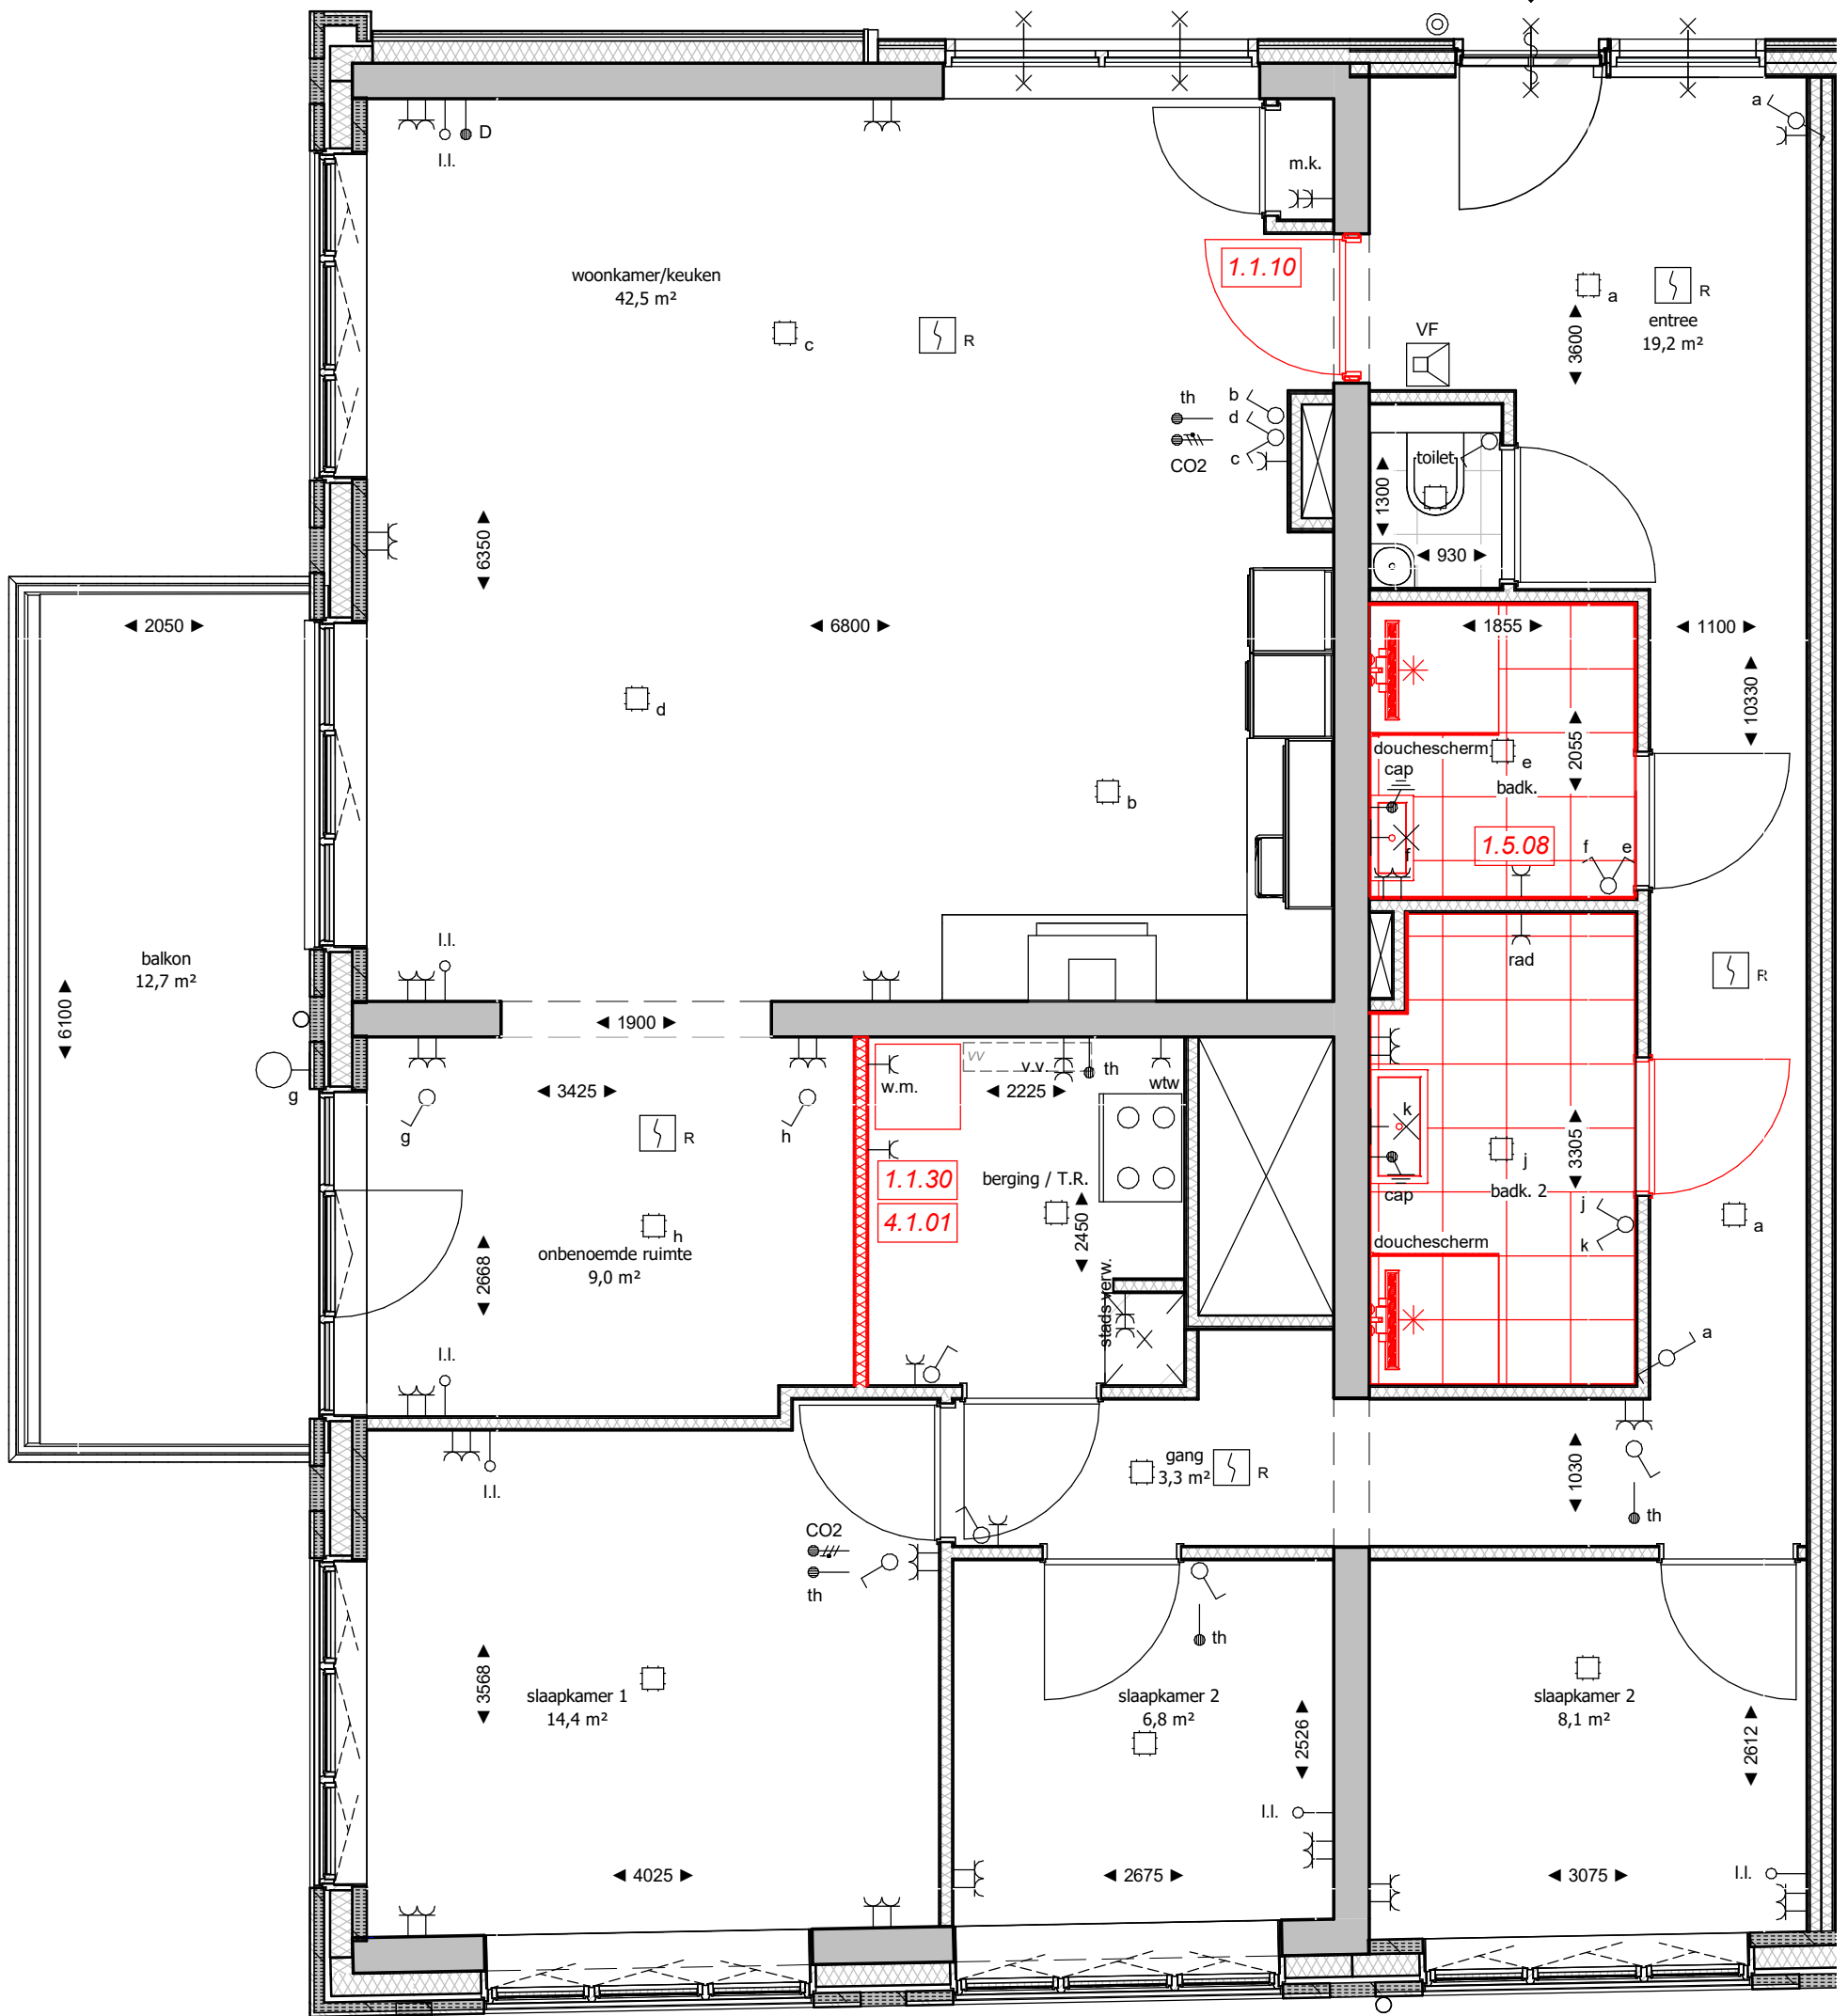 a
D
l.l.
m.k.
woonkamer/keuken
42,5 m²
1.1.10
a
R
entree
19,2 m²
3600
c
R
VF
th
b
d
c
CO2
toilet
1300
930
6350
2050
6800
1855
1100
10330
2055
d
douchescherm
cap
e
badk.
b
f
1.5.08
f
e
l.l.
balkon
12,7 m²
6100
rad
R
1900
g
3425
g
R
h
w.m.
vv
v.v.
th
2225
wtw
k
j
3305
badk. 2
cap
1.1.30
4.1.01
berging / T.R.
2450
j
k
a
h
onbenoemde ruimte
9,0 m²
2668
stads verw.
douchescherm
a
l.l.
l.l.
gang
3,3 m²
R
1030
th
CO2
th
th
3568
slaapkamer 1
14,4 m²
slaapkamer 2
6,8 m²
2526
slaapkamer 2
8,1 m²
2612
l.l.
l.l.
4025
2675
3075